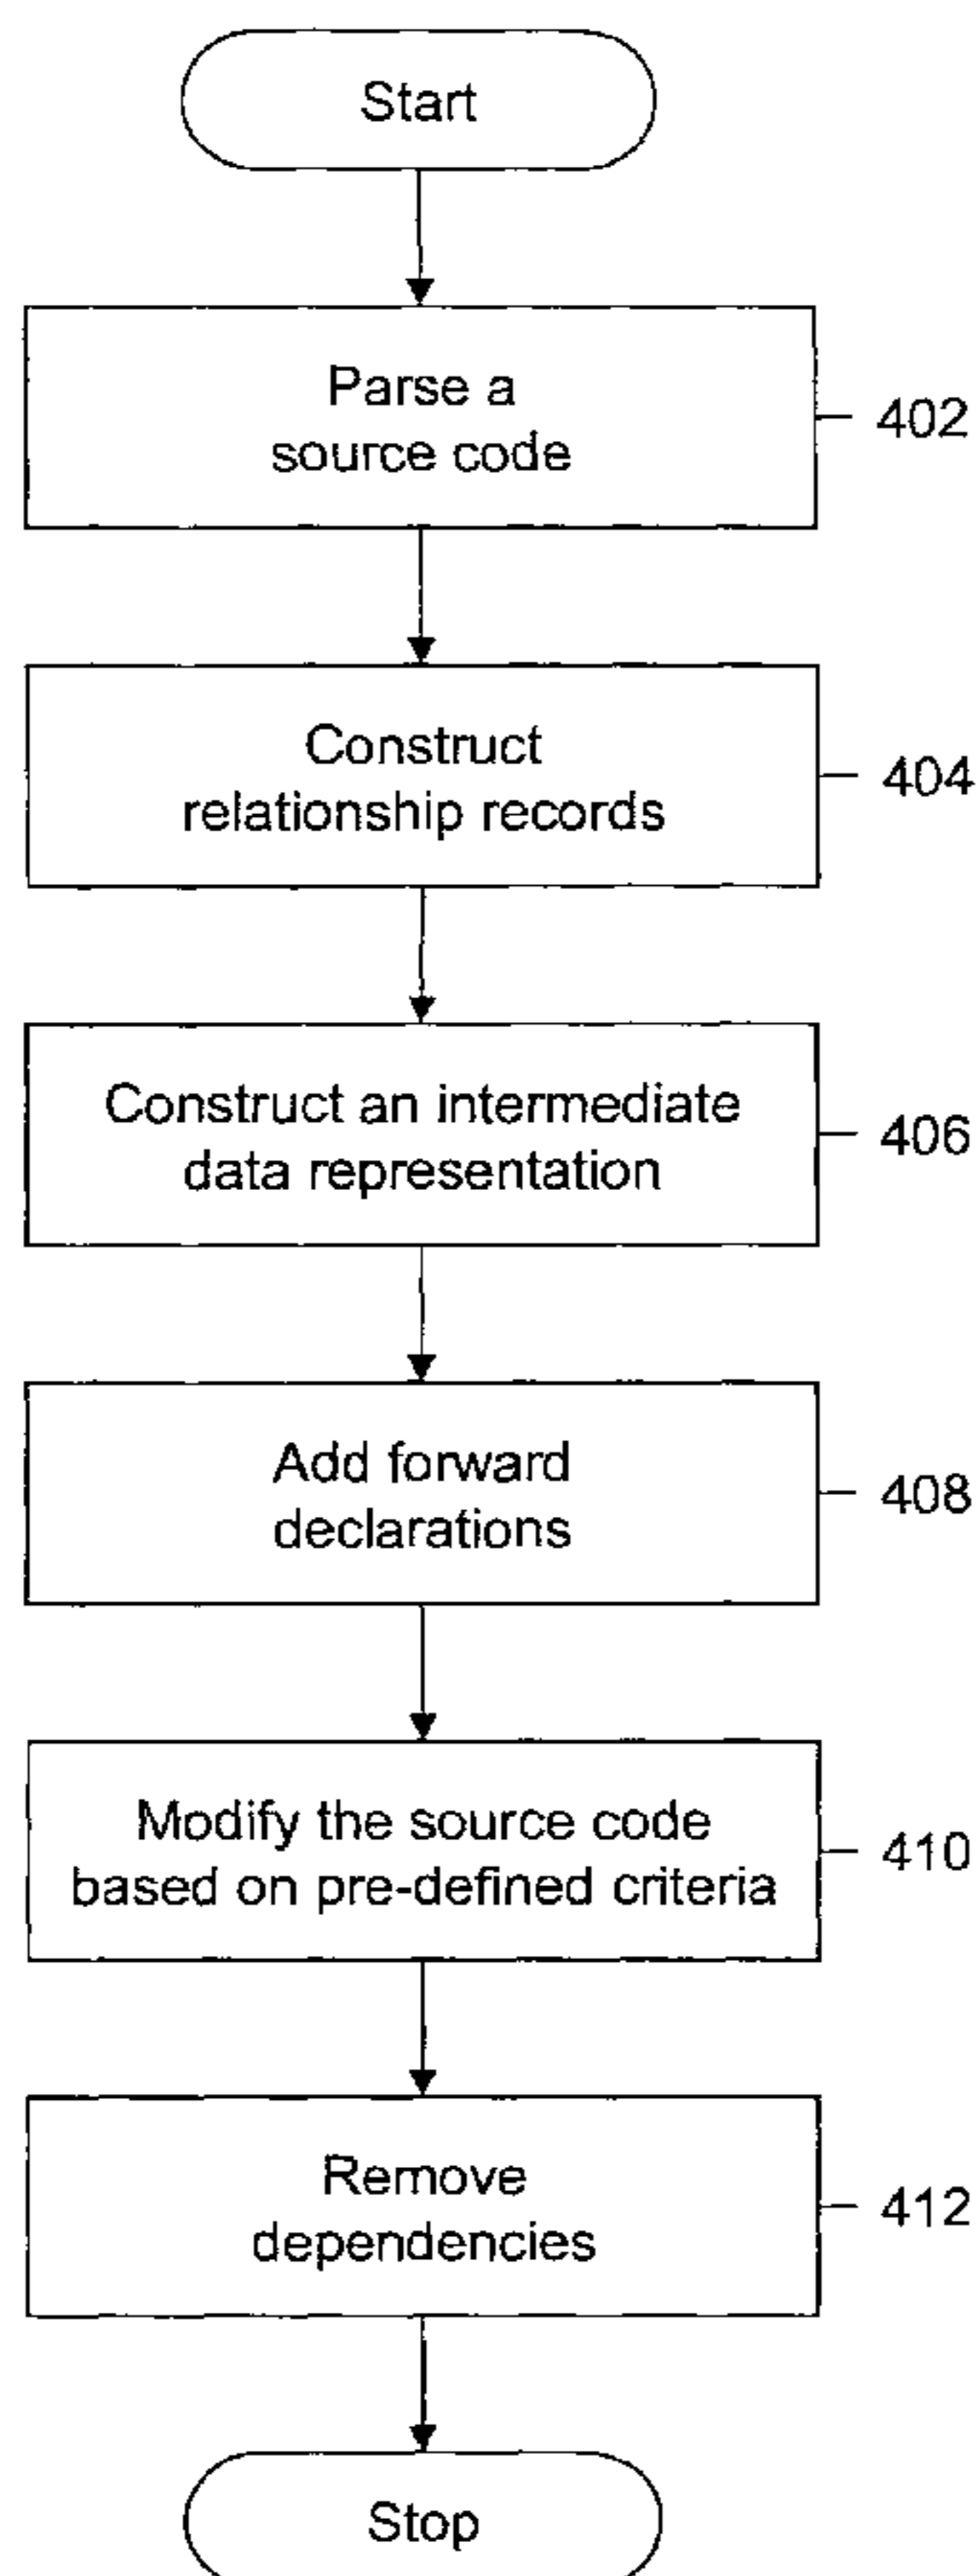 Start
Parse a
source code
402
Construct
relationship records
404
Construct an intermediate
data representation
406
Add forward
declarations
408
Modify the source code
based on pre-defined criteria
410
Remove
dependencies
412
Stop